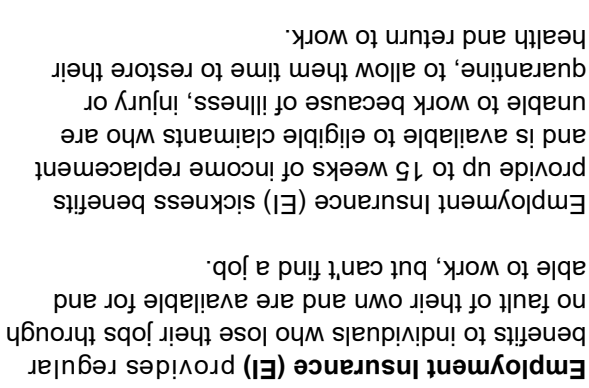 Employment Insurance (EI) provides regular
benefits to individuals who lose their jobs through
no fault of their own and are available for and
able to work, but can't find a job.
Employment Insurance (EI) sickness benefits
provide up to 15 weeks of income replacement
and is available to eligible claimants who are
unable to work because of illness, injury or
quarantine, to allow them time to restore their
health and return to work.